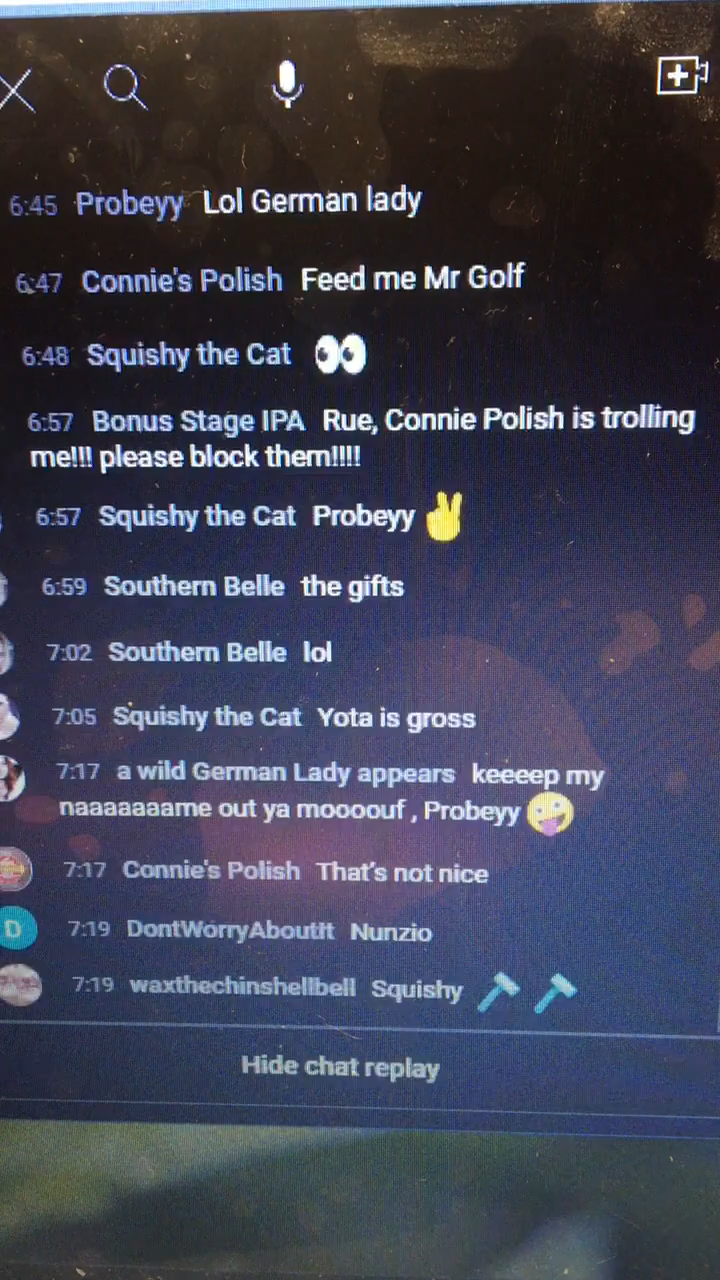 6:45 Probeyy Lol German lady
6:47 Connie's Polish Feed me Mr Golf
6:48 Squishy the Cat 👀
6:57 Bonus Stage IPA Rue, Connie Polish is trolling
me!!! please block them!!!!
6:57 Squishy the Cat Probeyy ✌
6:59 Southern Belle the gifts
7:02 Southern Belle lol
7:05 Squishy the Cat Yota is gross
7:17 a wild German Lady appears keeeep my
naaaaaaame out ya moooouf , Probeyy 🤪
7:17 Connie's Polish That's not nice
D 7:19 DontWorryAboutIt Nunzio
7:19 waxthechinshellbell Squishy 🪒 🪒
Hide chat replay